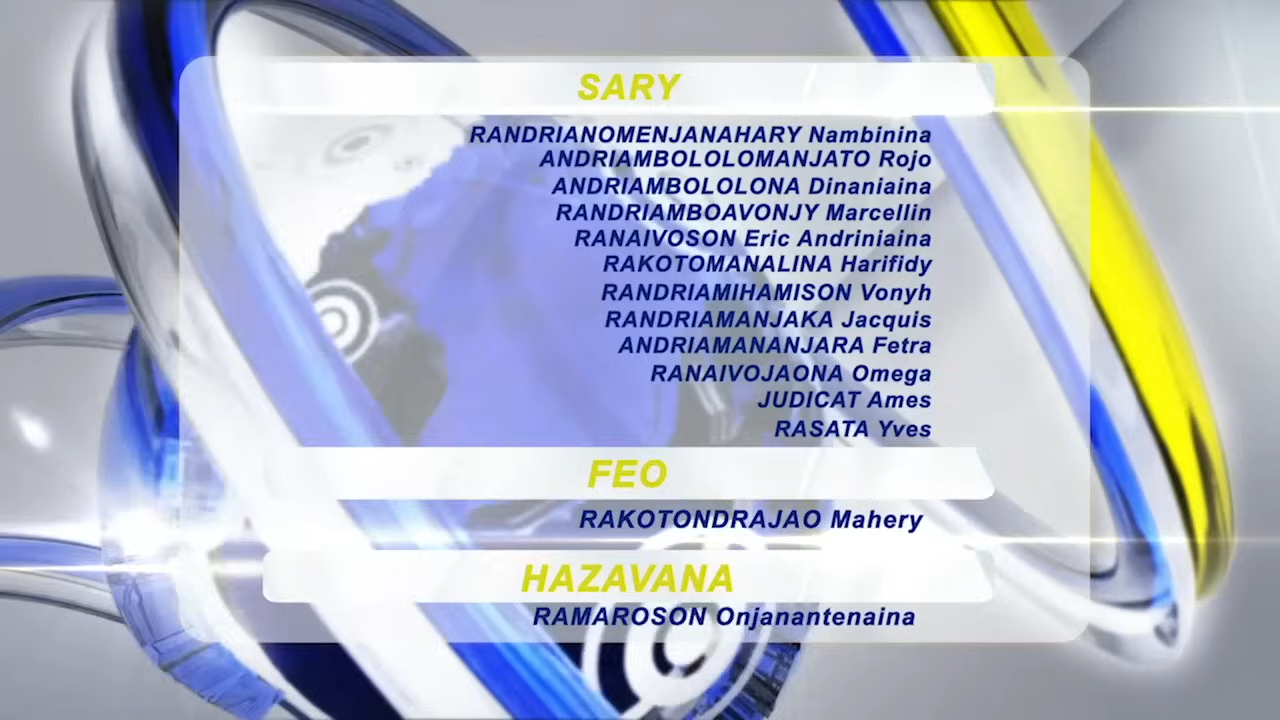 SARY
RANDRIANOMENJANAHARY Nambinina
ANDRIAMBOLOLOMANJATO Rojo
ANDRIAMBOLOLONA Dinaniaina
RANDRIAMBOAVONJY Marcellin
RANAIVOSON Eric Andriniaina
RAKOTOMANALINA Harifidy
RANDRIAMIHAMISON Vonyh
RANDRIAMANJAKA Jacquis
ANDRIAMANANJARA Fetra
RANAIVOJAONA Omega
JUDICAT Ames
RASATA Yves
FEO
RAKOTONDRAJAO Mahery
HAZAVANA
RAMAROSON Onjanantenaina